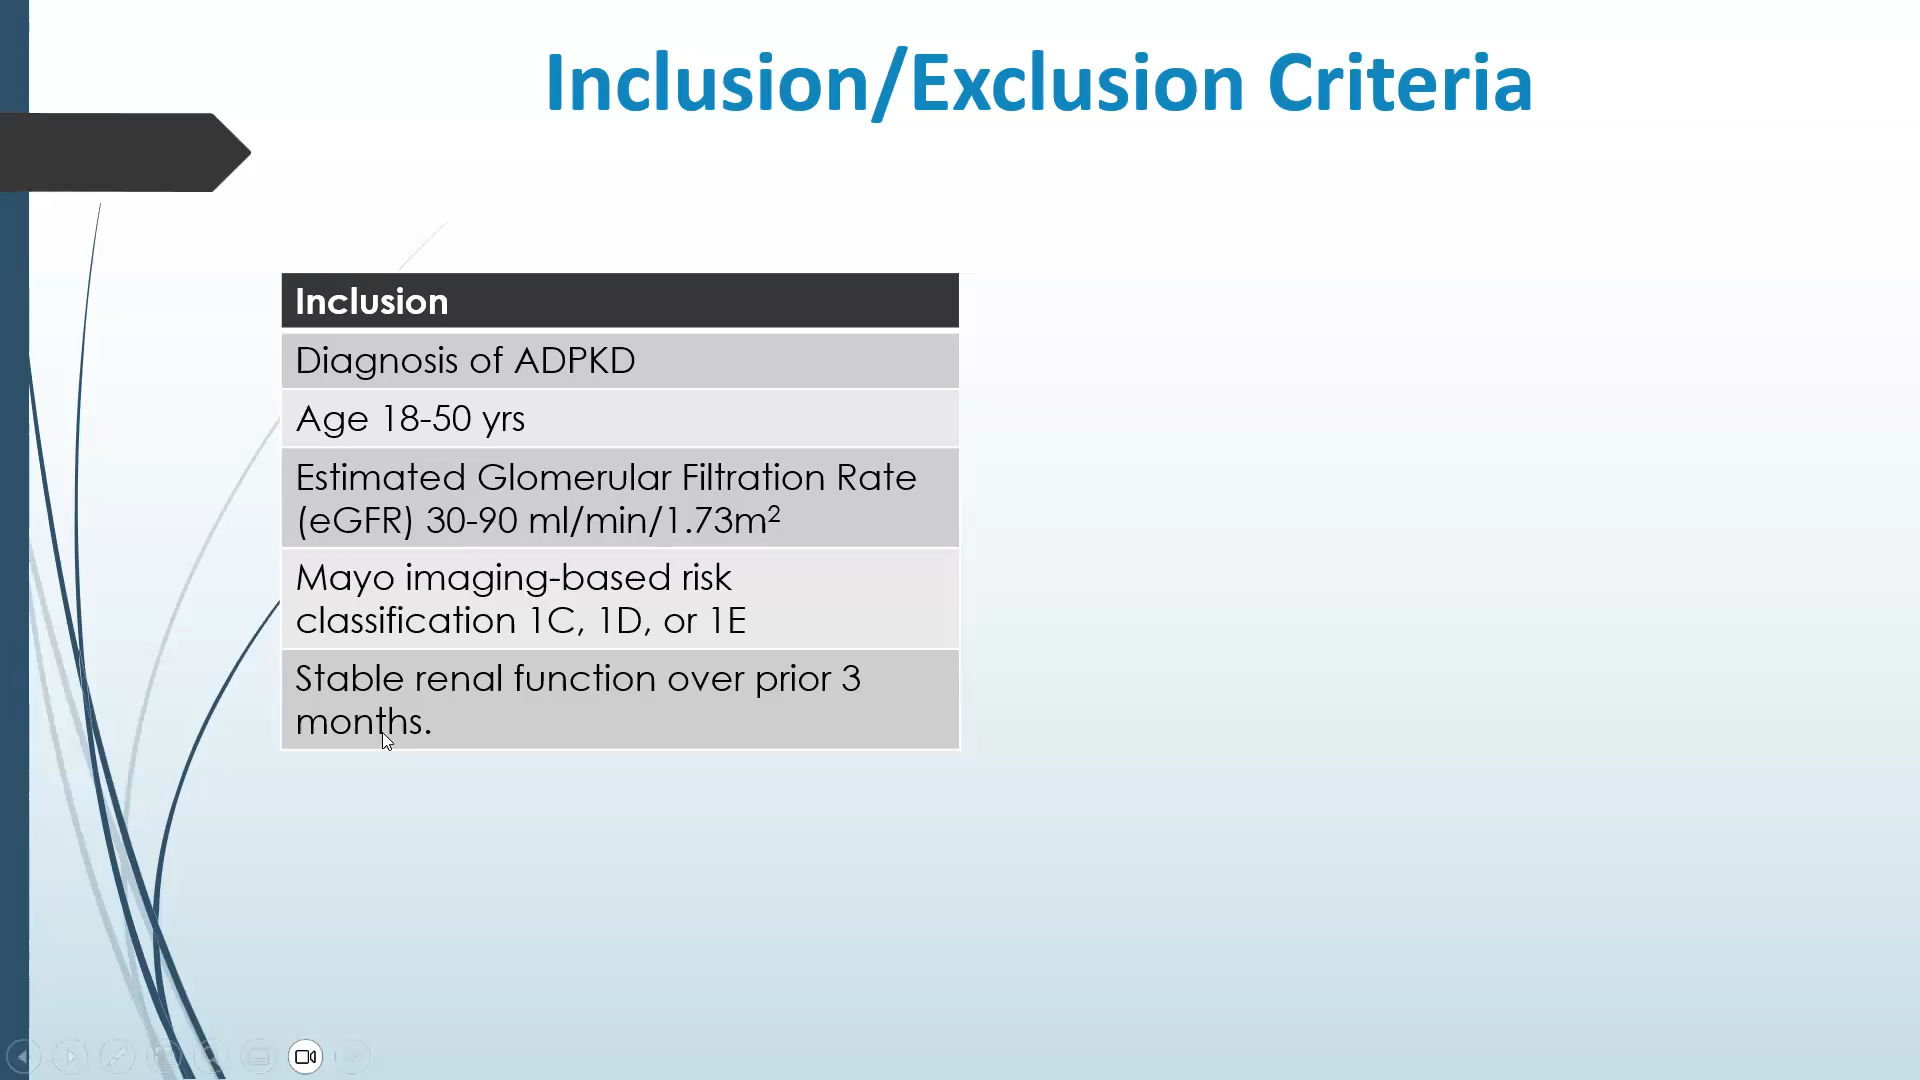 Inclusion/Exclusion Criteria
Inclusion
Diagnosis of ADPKD
Age 18-50 yrs
Estimated Glomerular Filtration Rate
(eGFR) 30-90 ml/min/1.73m²
Mayo imaging-based risk
classification 1C, 1D, or 1E
Stable renal function over prior 3
months.